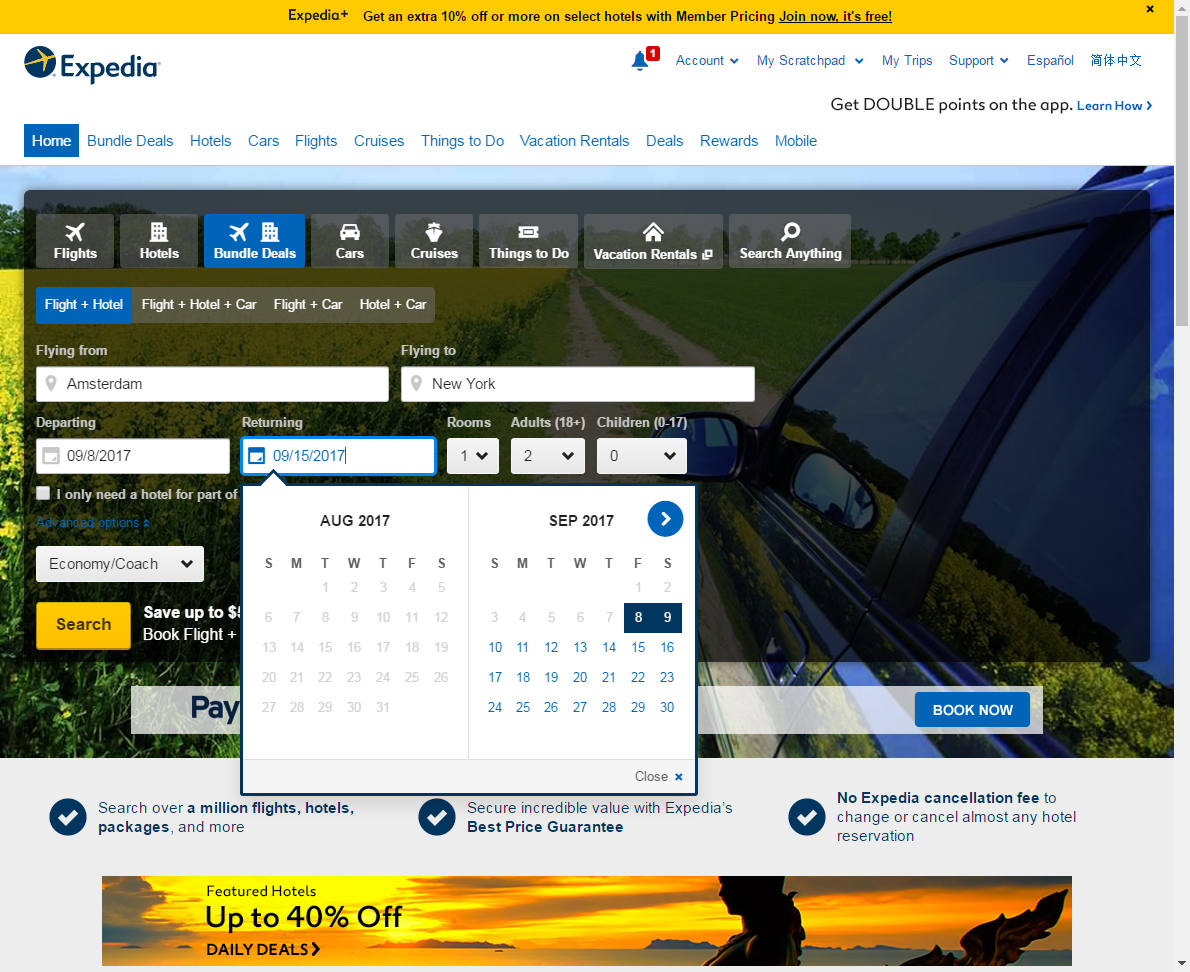 Expedia+ Get an extra 10% off or more on select hotels with Member Pricing Join now, it's free!
Expedia
1 Account My Scratchpad My Trips Support Español 简体中文
Get DOUBLE points on the app. Learn How
Home Bundle Deals Hotels Cars Flights Cruises Things to Do Vacation Rentals Deals Rewards Mobile
Flights Hotels Bundle Deals Cars Cruises Things to Do Vacation Rentals Search Anything
Flight + Hotel Flight + Hotel + Car Flight + Car Hotel + Car
Flying from Flying to
Amsterdam New York
Departing Returning Rooms Adults (18+) Children (0-17)
09/8/2017 09/15/2017 1 2 0
I only need a hotel for part of
Advanced options
Economy/Coach
Search
Save up to $
Book Flight +
AUG 2017
S M T W T F S
1 2 3 4 5
6 7 8 9 10 11 12
13 14 15 16 17 18 19
20 21 22 23 24 25 26
27 28 29 30 31
SEP 2017
S M T W T F S
1 2
3 4 5 6 7 8 9
10 11 12 13 14 15 16
17 18 19 20 21 22 23
24 25 26 27 28 29 30
Close ×
Pay
BOOK NOW
Search over a million flights, hotels,
packages, and more
Secure incredible value with Expedia's
Best Price Guarantee
No Expedia cancellation fee to
change or cancel almost any hotel
reservation
Featured Hotels
Up to 40% Off
DAILY DEALS